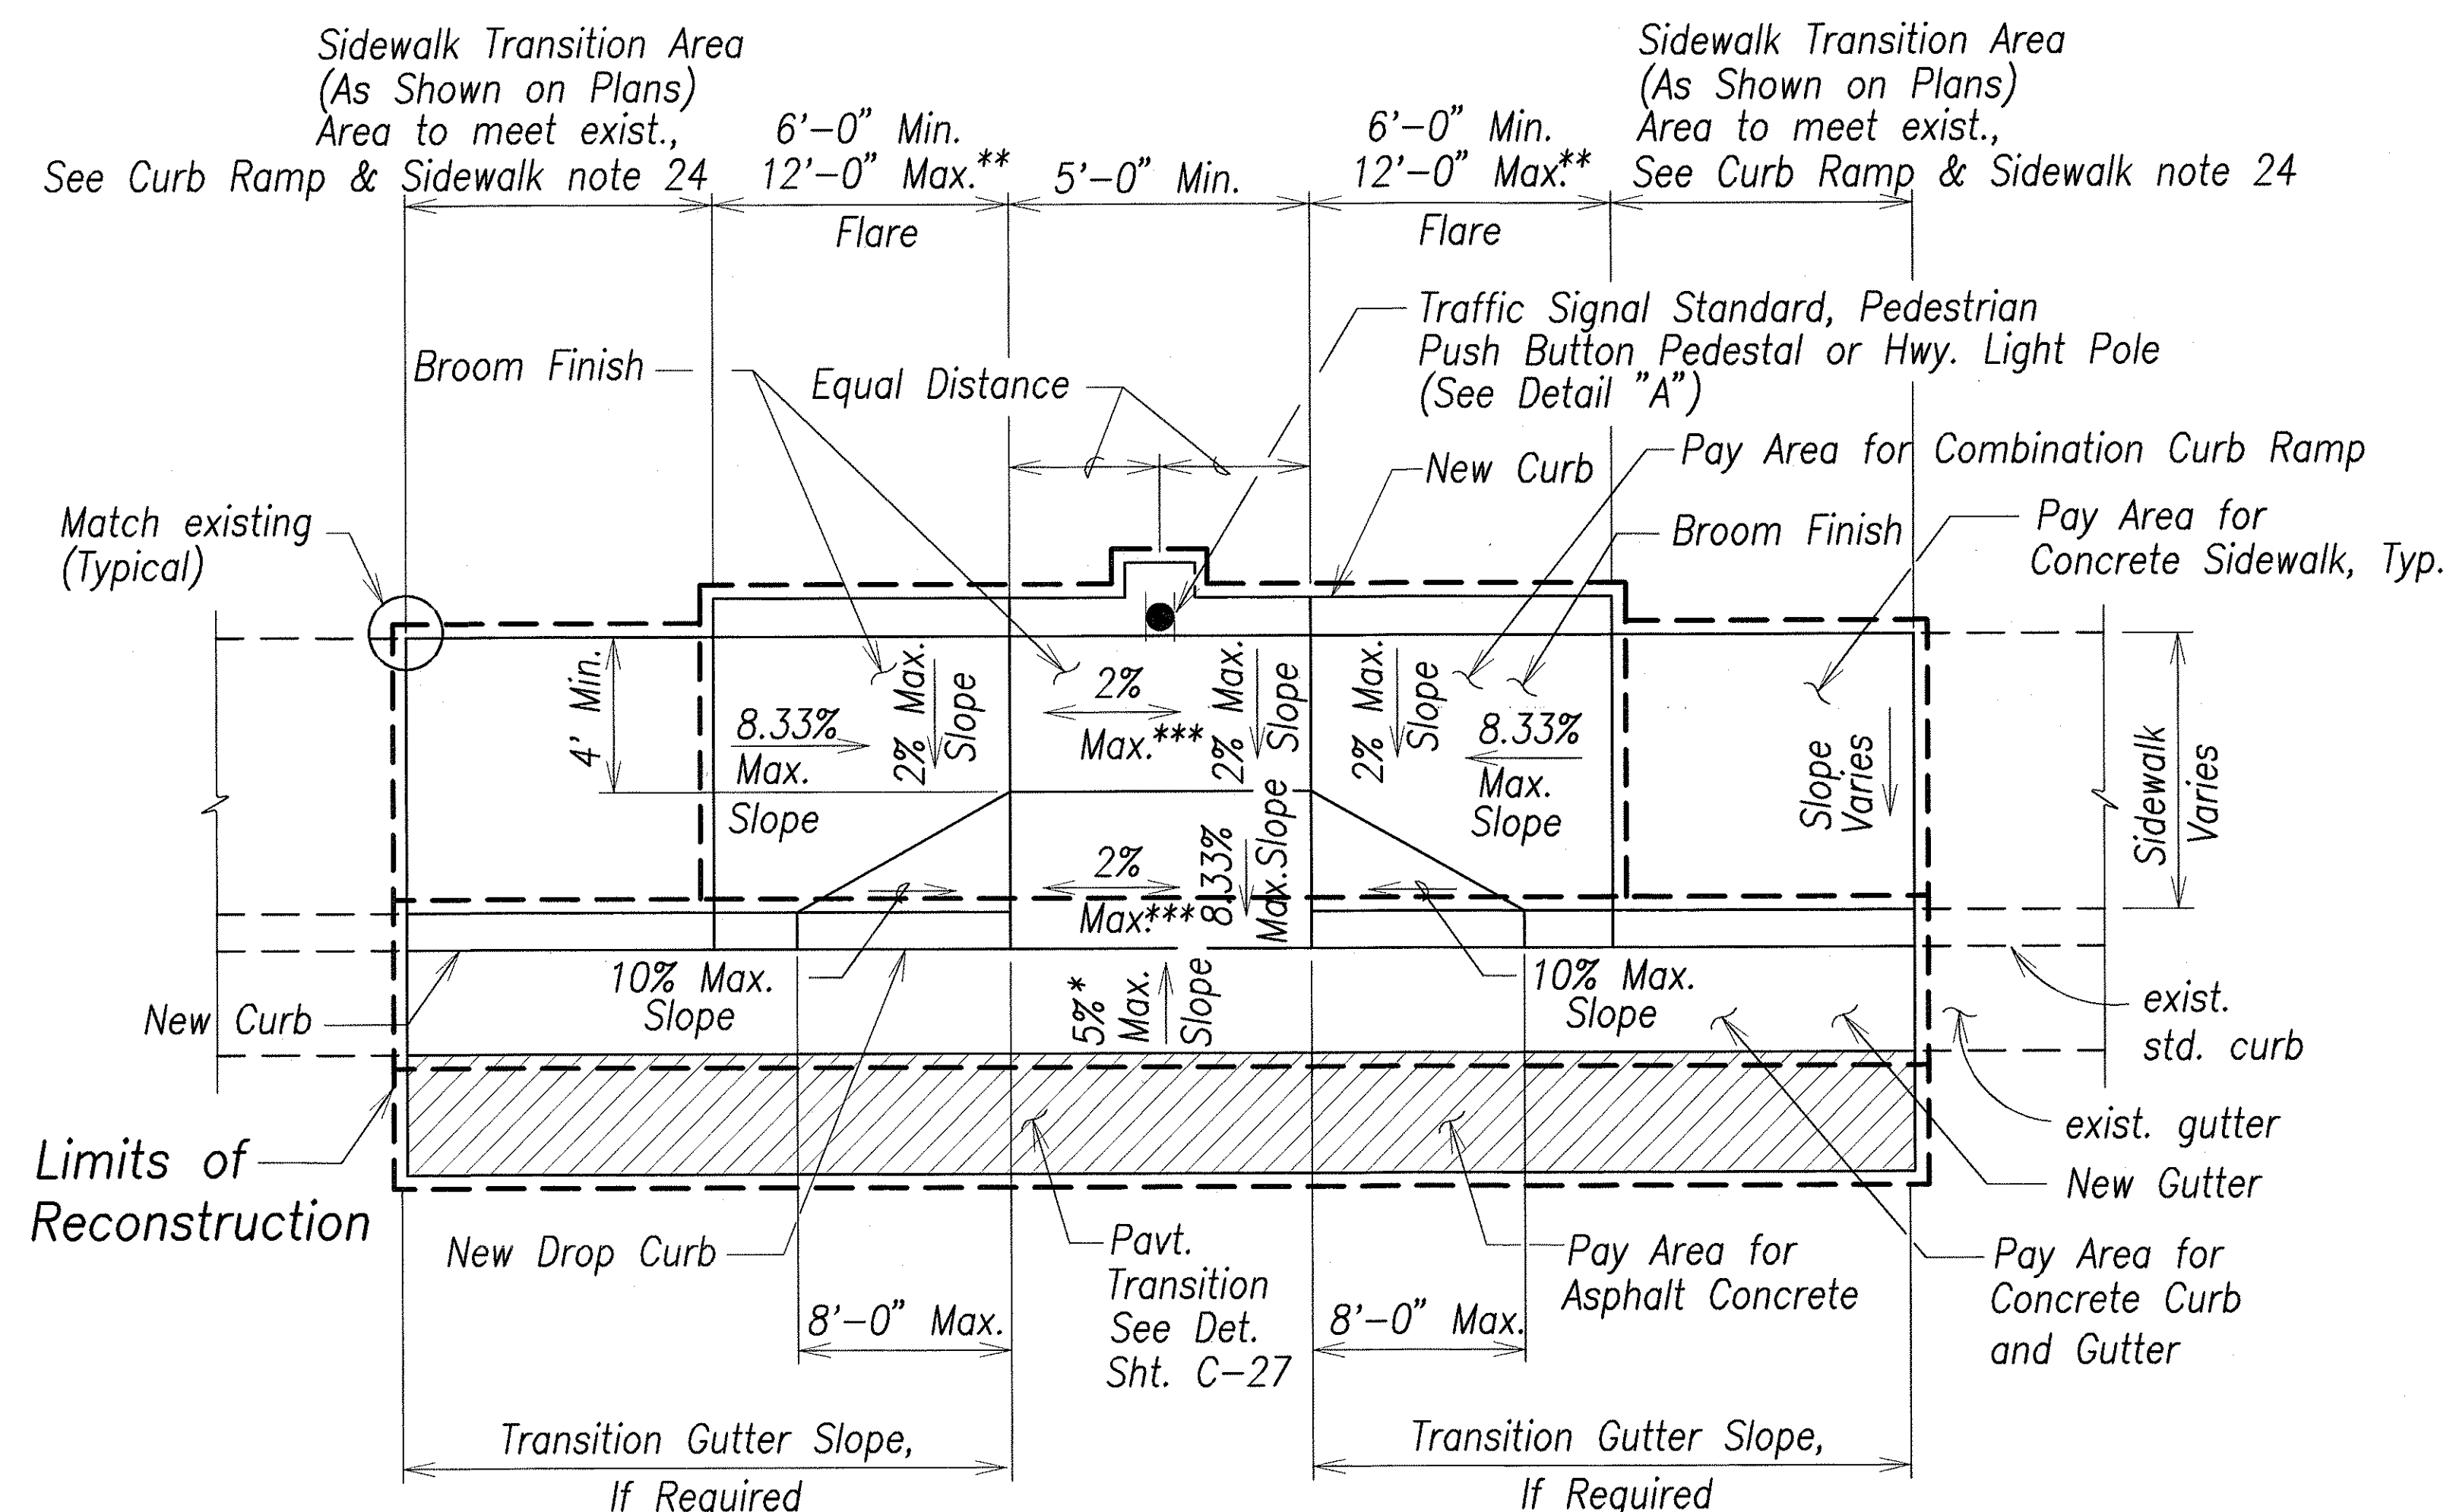 Sidewalk Transition Area
(As Shown on Plans)
Area to meet exist.,
See Curb Ramp & Sidewalk note 24
6'-0" Min.
12'-0" Max.**
Flare
5'-0" Min.
6'-0" Min.
12'-0" Max.**
Flare
Sidewalk Transition Area
(As Shown on Plans)
Area to meet exist.,
See Curb Ramp & Sidewalk note 24
Broom Finish
Equal Distance
Traffic Signal Standard, Pedestrian
Push Button Pedestal or Hwy. Light Pole
(See Detail "A")
New Curb
Pay Area for Combination Curb Ramp
Broom Finish
Pay Area for
Concrete Sidewalk, Typ.
Match existing
(Typical)
4' Min.
8.33%
Max.
Slope
2% Max.
Slope
2%
Max.***
2% Max.
Slope
2% Max.
Slope
8.33%
Max.
Slope
Slope
Varies
Sidewalk
Varies
2%
Max.***
8.33%
Max.Slope
10% Max.
Slope
5%*
Max.
Slope
10% Max.
Slope
New Curb
exist.
std. curb
exist. gutter
New Gutter
Limits of
Reconstruction
New Drop Curb
Pavt.
Transition
See Det.
Sht. C-27
Pay Area for
Asphalt Concrete
Pay Area for
Concrete Curb
and Gutter
8'-0" Max.
8'-0" Max.
Transition Gutter Slope,
If Required
Transition Gutter Slope,
If Required